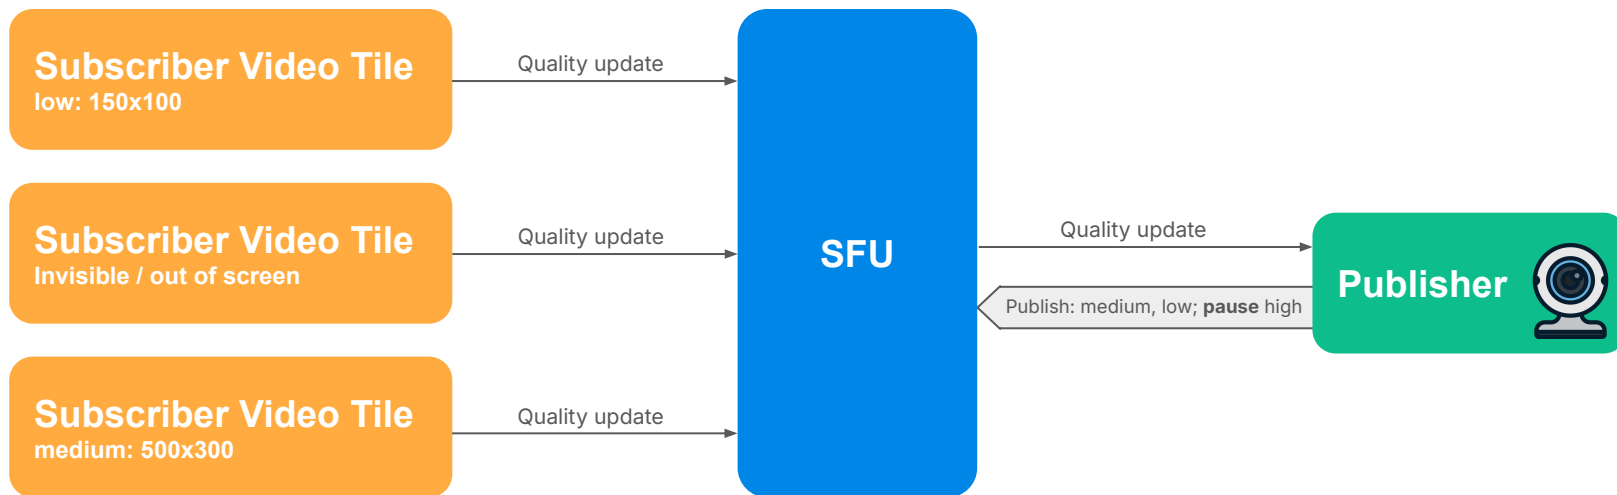 Subscriber Video Tile
low: 150x100
Quality update
Subscriber Video Tile
Invisible / out of screen
Quality update
Subscriber Video Tile
medium: 500x300
Quality update
SFU
Quality update
Publish: medium, low; pause high
Publisher